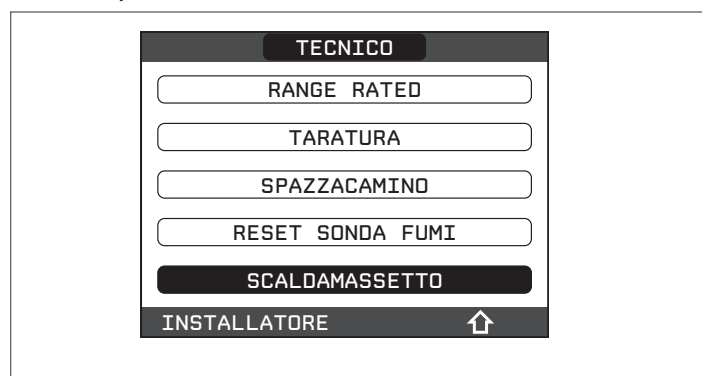 TECNICO
RANGE RATED
TARATURA
SPAZZACAMINO
RESET SONDA FUMI
SCALDAMASSETTO
INSTALLATORE